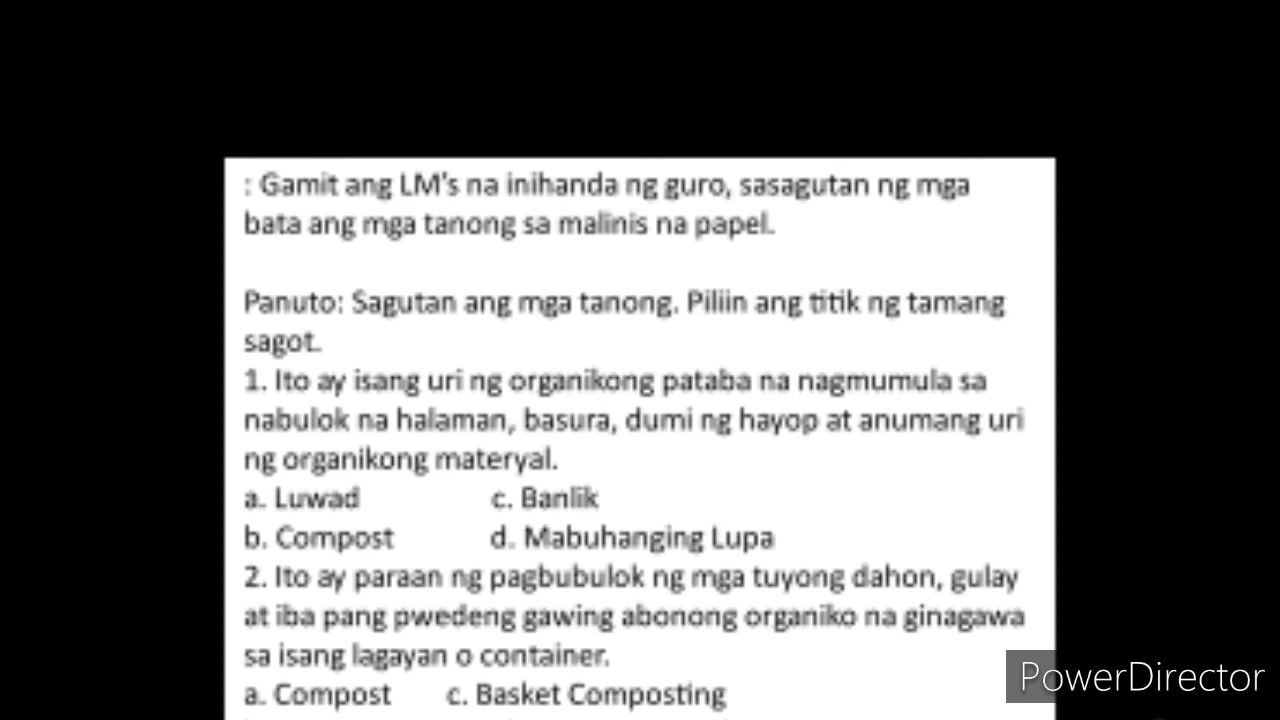 : Gamit ang LM's na inihanda ng guro, sasagutan ng mga
bata ang mga tanong sa malinis na papel.
Panuto: Sagutan ang mga tanong. Piliin ang titik ng tamang
sagot.
1. Ito ay isang uri ng organikong pataba na nagmumula sa
nabulok na halaman, basura, dumi ng hayop at anumang uri
ng organikong materyal.
a. Luwad c. Banlik
b. Compost d. Mabuhanging Lupa
2. Ito ay paraan ng pagbubulok ng mga tuyong dahon, gulay
at iba pang pwedeng gawing abonong organiko na ginagawa
sa isang lagayan o container.
a. Compost c. Basket Composting
PowerDirector